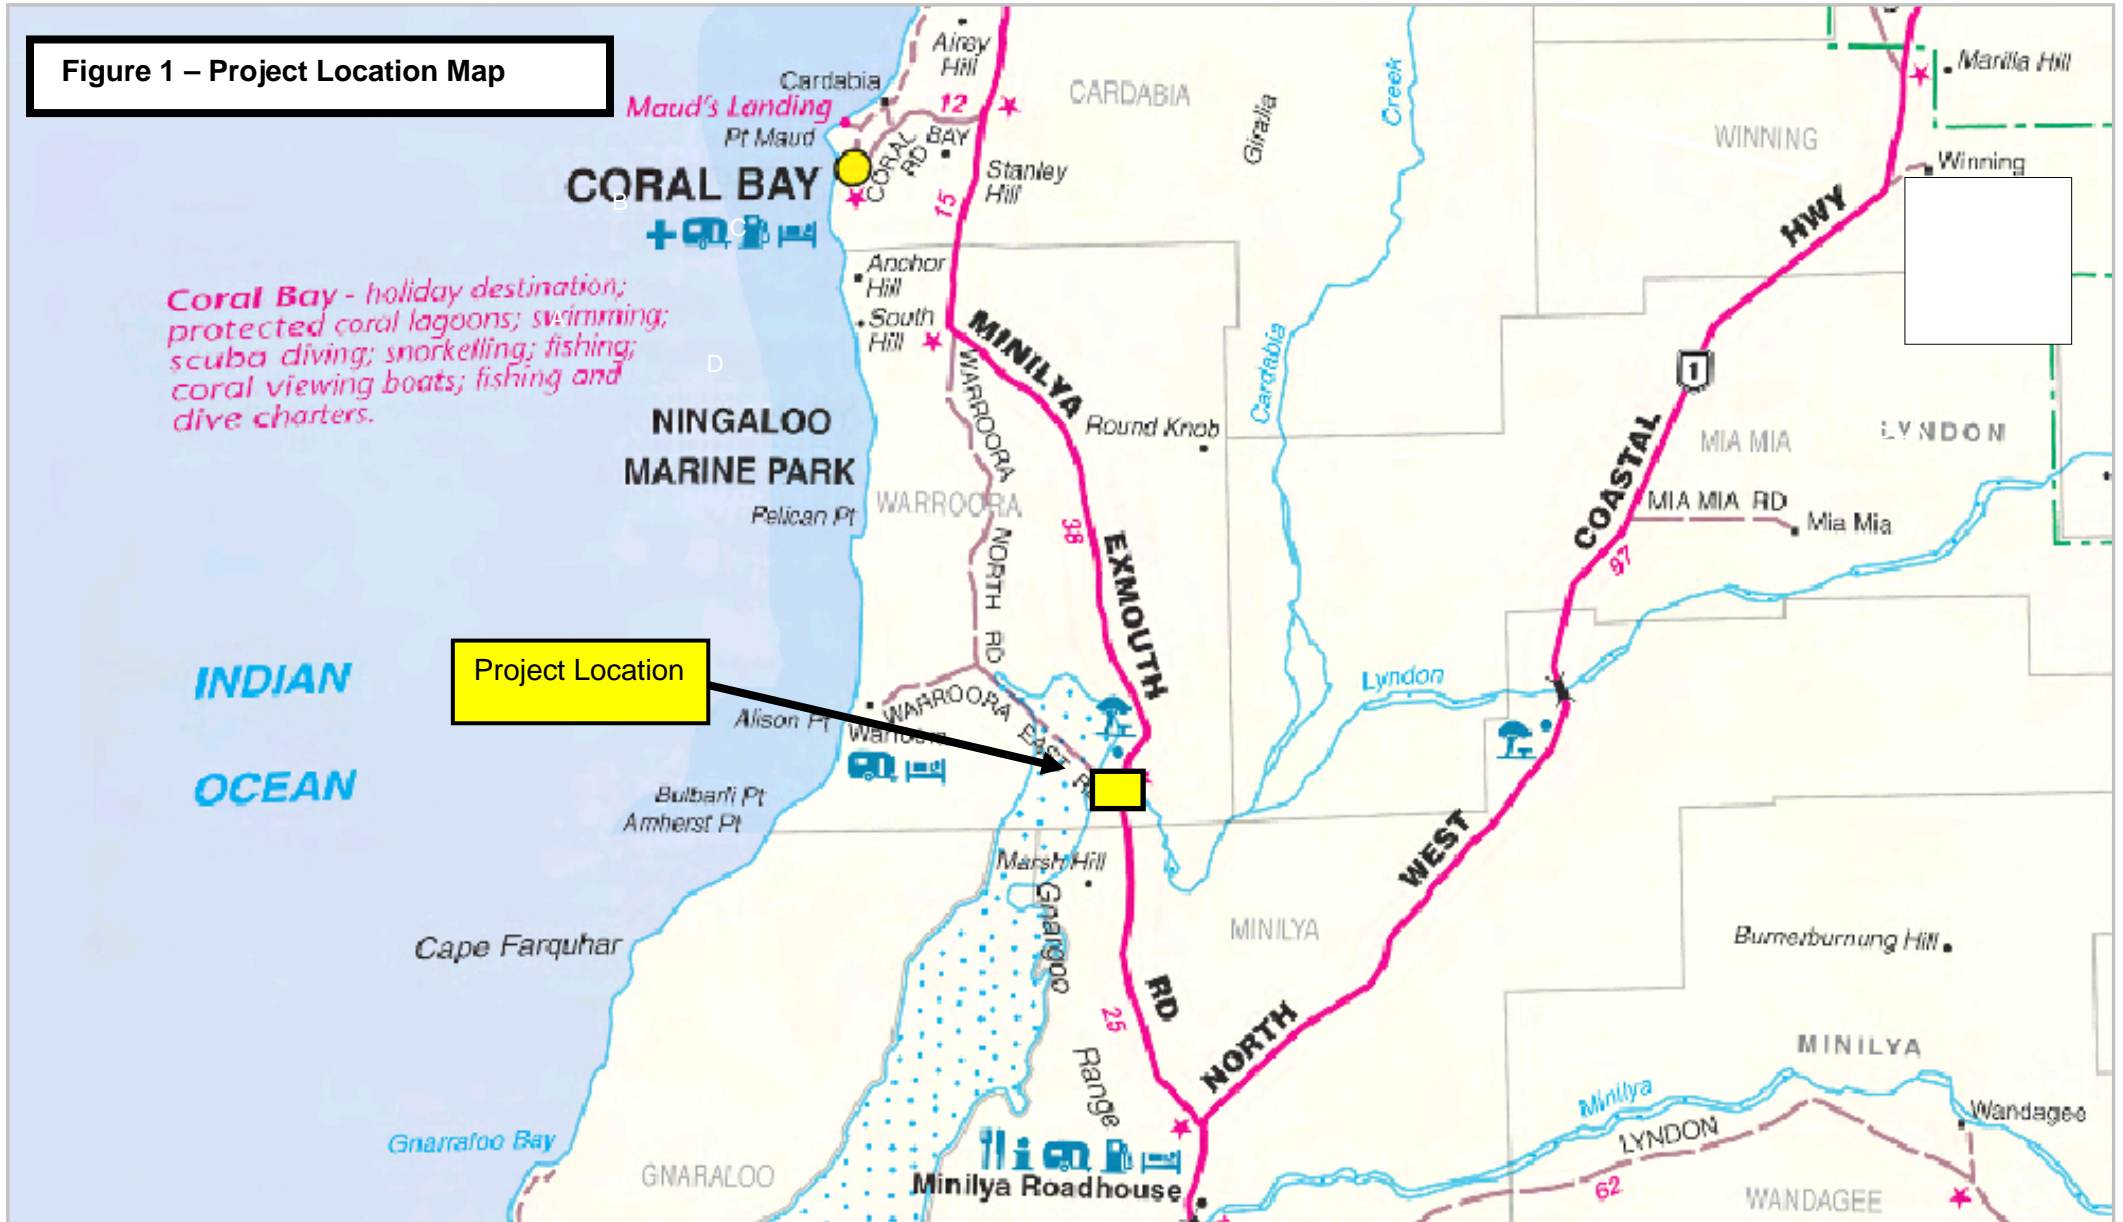 Figure 1 – Project Location Map
Airey
Hill
Cardabia
Maud's Landing
12
CARDABIA
Pt Maud
CORAL BAY
RD
CORAL BAY
Stanley
Hill
15
Giralia
Creek
Marilla Hill
WINNING
Winning
HWY
B
C
Anchor
Hill
South
Hill
Coral Bay - holiday destination;
protected coral lagoons; swimming;
scuba diving; snorkelling; fishing;
coral viewing boats; fishing and
dive charters.
A
D
MINILYA
Cardabia
1
NINGALOO
MARINE PARK
Pelican Pt
WARROORA
WARROORA
NORTH RD
Round Knob
38
EXMOUTH
COASTAL
MIA MIA
LYNDON
MIA MIA RD
Mia Mia
97
INDIAN
OCEAN
Project Location
Alison Pt
Warroora
WARROORA
EAST
Lyndon
Bulbarli Pt
Amherst Pt
Marsh Hill
Gnargoo
Range
Cape Farquhar
MINILYA
WEST
Burnerburnung Hill
RD
25
NORTH
MINILYA
Minilya
Wandagee
LYNDON
62
Gnarraloo Bay
GNARALOO
Minilya Roadhouse
WANDAGEE